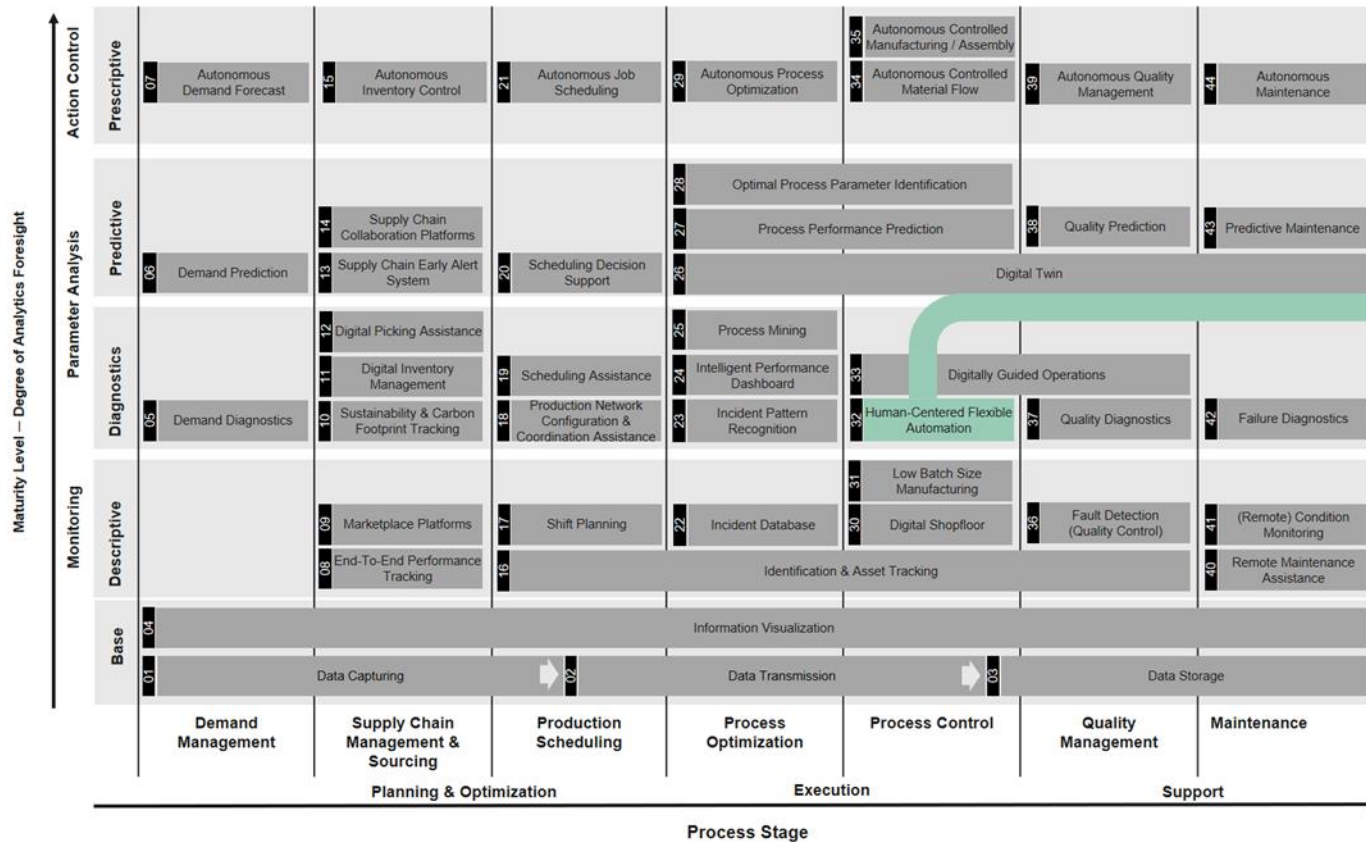 Maturity Level – Degree of Analytics Foresight
Action Control
Prescriptive
07
Autonomous
Demand Forecast
15
Autonomous
Inventory Control
21
Autonomous Job
Scheduling
29
Autonomous Process
Optimization
35
Autonomous Controlled
Manufacturing / Assembly
34
Autonomous Controlled
Material Flow
39
Autonomous Quality
Management
44
Autonomous
Maintenance
Parameter Analysis
Predictive
28
Optimal Process Parameter Identification
14
Supply Chain
Collaboration Platforms
27
Process Performance Prediction
38
Quality Prediction
43
Predictive Maintenance
06
Demand Prediction
13
Supply Chain Early Alert
System
20
Scheduling Decision
Support
26
Digital Twin
Diagnostics
12
Digital Picking Assistance
25
Process Mining
11
Digital Inventory
Management
19
Scheduling Assistance
24
Intelligent Performance
Dashboard
33
Digitally Guided Operations
05
Demand Diagnostics
10
Sustainability & Carbon
Footprint Tracking
18
Production Network
Configuration &
Coordination Assistance
23
Incident Pattern
Recognition
32
Human-Centered Flexible
Automation
37
Quality Diagnostics
42
Failure Diagnostics
Monitoring
Descriptive
31
Low Batch Size
Manufacturing
09
Marketplace Platforms
17
Shift Planning
22
Incident Database
30
Digital Shopfloor
36
Fault Detection
(Quality Control)
41
(Remote) Condition
Monitoring
08
End-To-End Performance
Tracking
16
Identification & Asset Tracking
40
Remote Maintenance
Assistance
Base
04
Information Visualization
01
Data Capturing
02
Data Transmission
03
Data Storage
Demand
Management
Supply Chain
Management &
Sourcing
Production
Scheduling
Process
Optimization
Process Control
Quality
Management
Maintenance
Planning & Optimization
Execution
Support
Process Stage